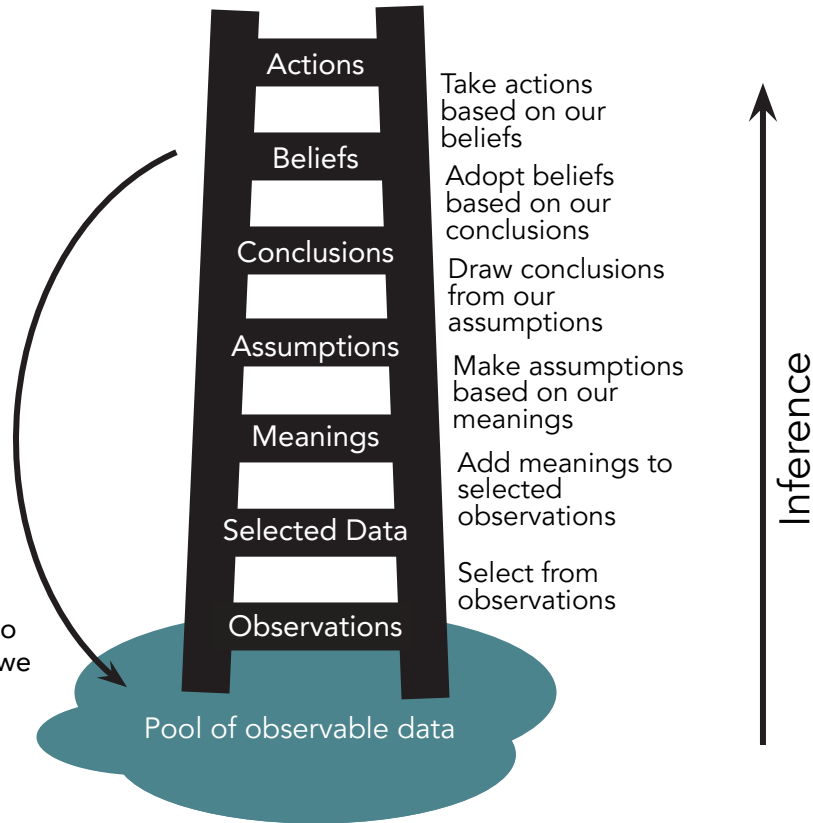 Actions
Take actions
based on our
beliefs
Beliefs
Adopt beliefs
based on our
conclusions
Conclusions
Draw conclusions
from our
assumptions
Assumptions
Make assumptions
based on our
meanings
Meanings
Add meanings to
selected
observations
Selected Data
Select from
observations
Observations
we
Pool of observable data
Inference